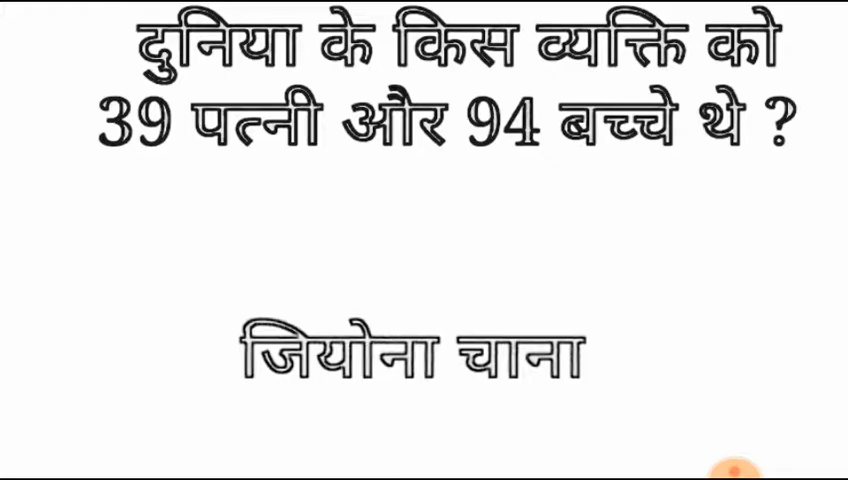 दुनिया के किस व्यक्ति को
39 पत्नी और 94 बच्चे थे ?
जियोना चाना